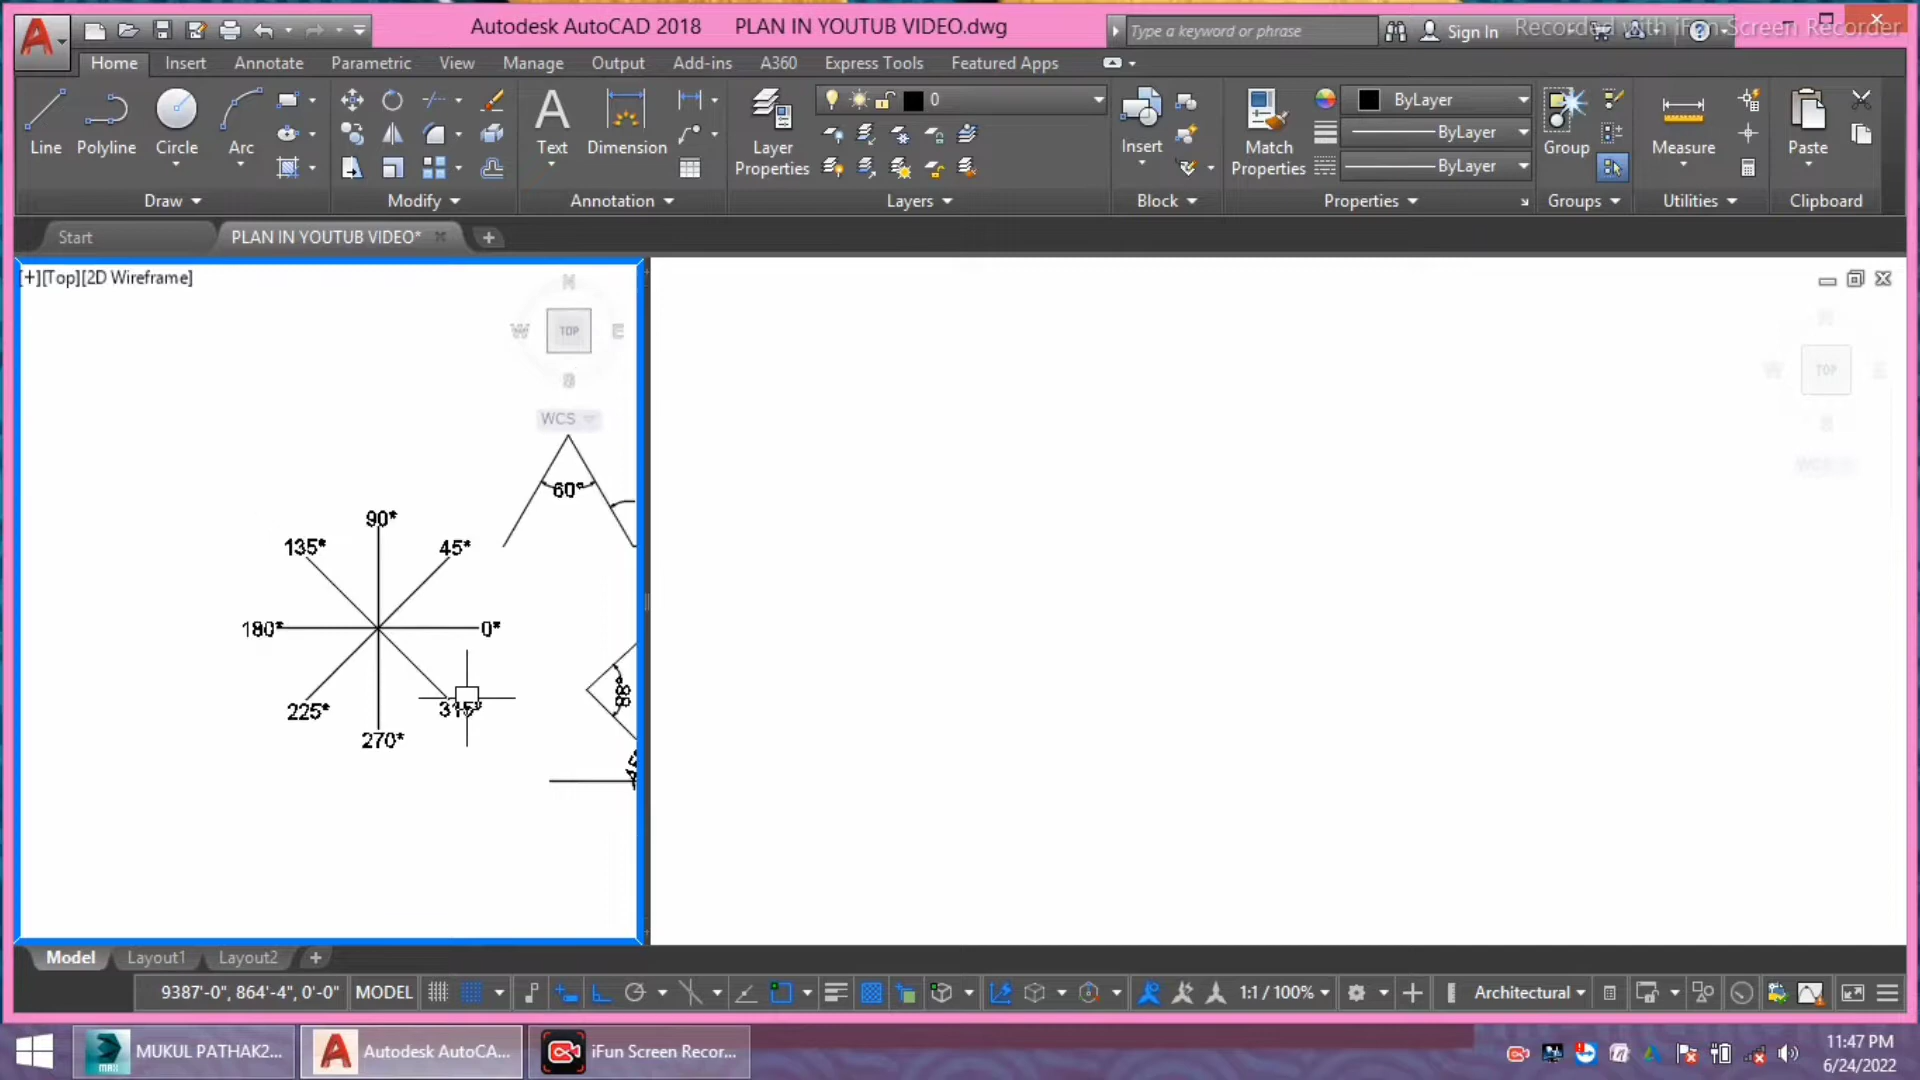 Autodesk AutoCAD 2018 PLAN IN YOUTUB VIDEO.dwg
Type a keyword or phrase
Sign In
Recorded with iFun Screen Recorder
Home Insert Annotate Parametric View Manage Output Add-ins A360 Express Tools Featured Apps
0
ByLayer
ByLayer
ByLayer
Line Polyline Circle Arc
Text Dimension
Layer Properties
Insert
Match Properties
Group
Measure
Paste
Draw Modify Annotation Layers Block Properties Groups Utilities Clipboard
Start PLAN IN YOUTUB VIDEO*
[+][Top][2D Wireframe]
N
W TOP E
S
WCS
N
W TOP E
S
WCS
60°
90*
135* 45*
180* 0*
225* 315*
270*
88°
Model Layout1 Layout2
9387'-0", 864'-4", 0'-0" MODEL
1:1 / 100%
Architectural
MUKUL PATHAK2...
Autodesk AutoCA...
iFun Screen Recor...
11:47 PM
6/24/2022